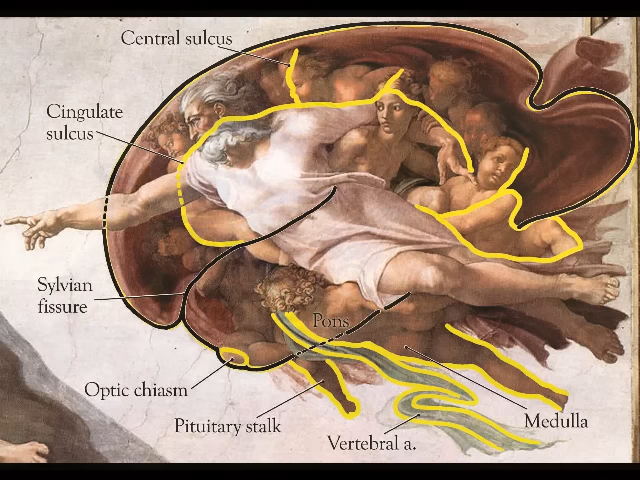 Central sulcus
Cingulate
sulcus
Sylvian
fissure
Pons
Optic chiasm
Pituitary stalk
Vertebral a.
Medulla